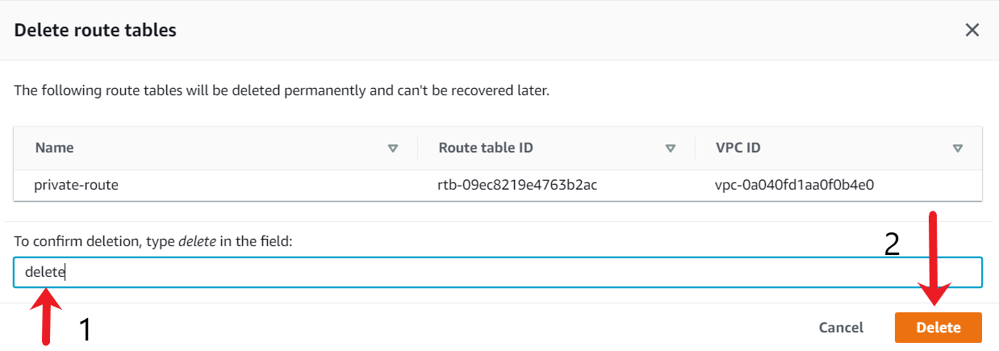 Delete route tables
The following route tables will be deleted permanently and can't be recovered later.
Name Route table ID VPC ID
private-route rtb-09ec8219e4763b2ac vpc-0a040fd1aa0f0b4e0
To confirm deletion, type delete in the field:
2
delete
1
Cancel Delete